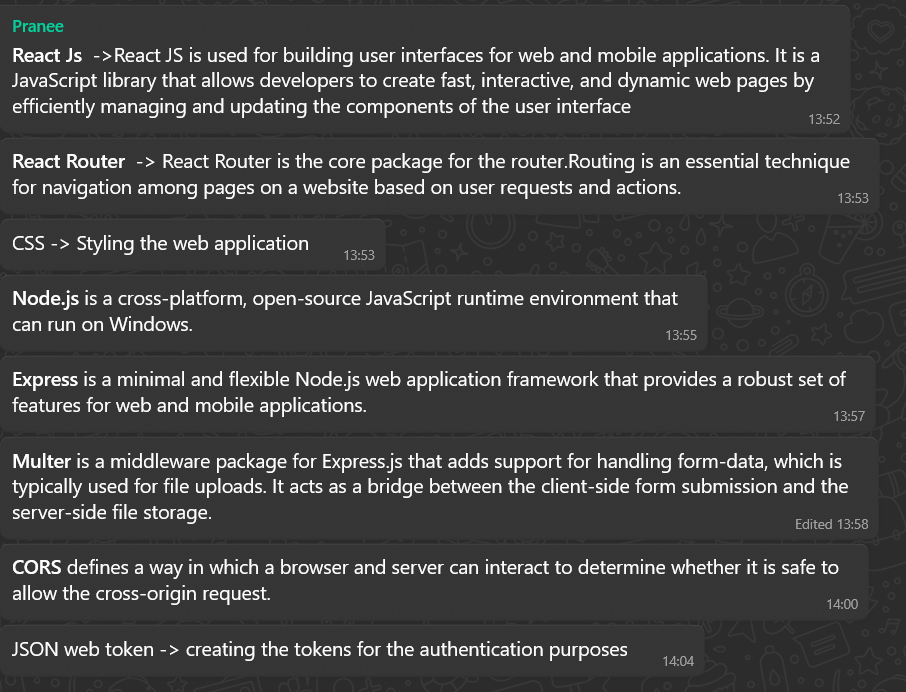 Pranee
React Js  ->React JS is used for building user interfaces for web and mobile applications. It is a
JavaScript library that allows developers to create fast, interactive, and dynamic web pages by
efficiently managing and updating the components of the user interface
13:52
React Router  -> React Router is the core package for the router.Routing is an essential technique
for navigation among pages on a website based on user requests and actions.
13:53
CSS -> Styling the web application
13:53
Node.js is a cross-platform, open-source JavaScript runtime environment that
can run on Windows.
13:55
Express is a minimal and flexible Node.js web application framework that provides a robust set of
features for web and mobile applications.
13:57
Multer is a middleware package for Express.js that adds support for handling form-data, which is
typically used for file uploads. It acts as a bridge between the client-side form submission and the
server-side file storage.
Edited 13:58
CORS defines a way in which a browser and server can interact to determine whether it is safe to
allow the cross-origin request.
14:00
JSON web token -> creating the tokens for the authentication purposes
14:04